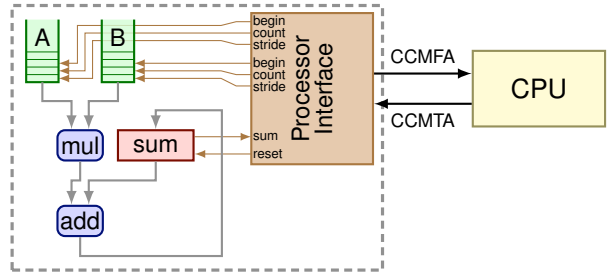 A
B
begin
count
stride
begin
count
stride
Processor
Interface
CCMFA
CPU
CCMTA
mul
sum
sum
reset
add